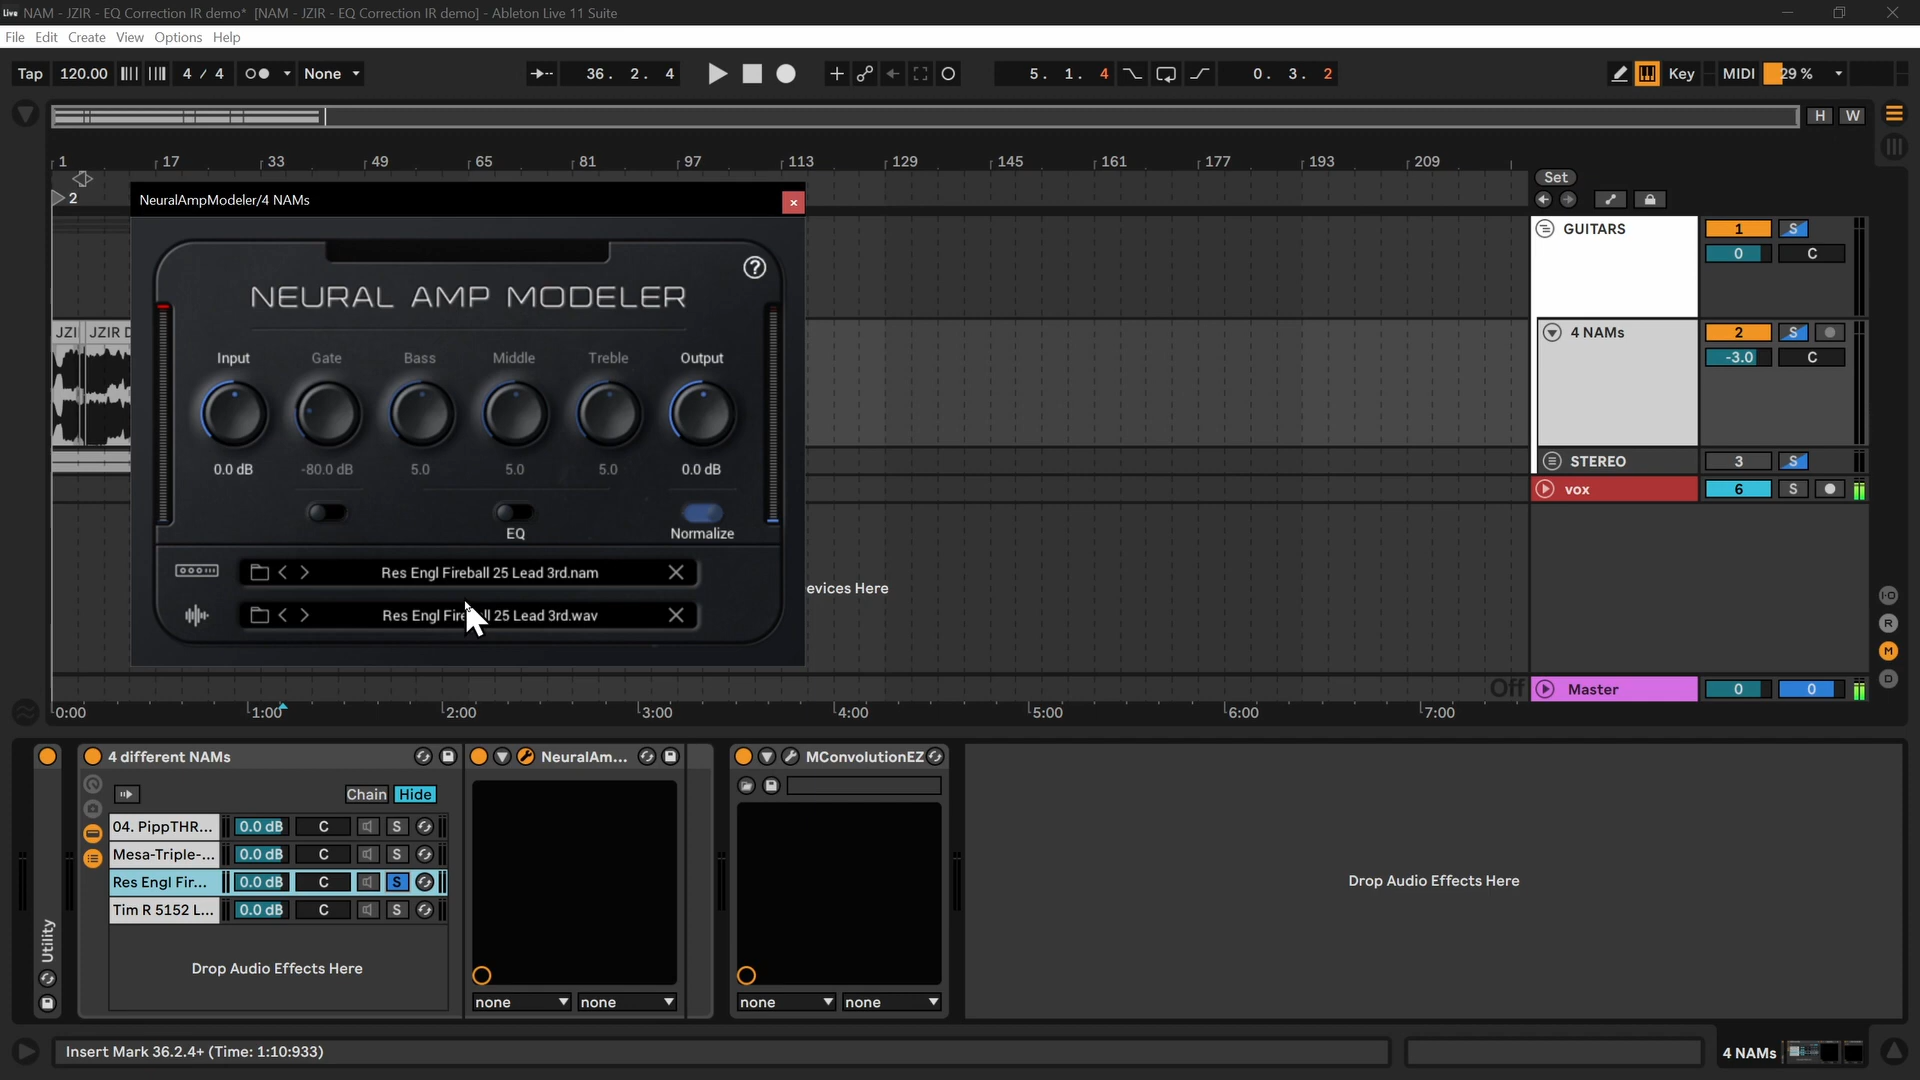 Live NAM - JZIR - EQ Correction IR demo* [NAM - JZIR - EQ Correction IR demo] - Ableton Live 11 Suite
File Edit Create View Options Help
Tap 120.00 4 / 4 None 36. 2. 4 5. 1. 4 0. 3. 2 Key MIDI 29 %
H W
1 17 33 49 65 81 97 113 129 145 161 177 193 209
Set
2
NeuralAmpModeler/4 NAMs
GUITARS 1 S
0 C
NEURAL AMP MODELER
JZI JZIR D
4 NAMs 2 S
-3.0 C
Input Gate Bass Middle Treble Output
0.0 dB -80.0 dB 5.0 5.0 5.0 0.0 dB
STEREO 3 S
vox 6 S
EQ Normalize
Res Engl Fireball 25 Lead 3rd.nam
evices Here
Res Engl Fire ll 25 Lead 3rd.wav
I·O
R
M
D
Off Master 0 0
0:00 1:00 2:00 3:00 4:00 5:00 6:00 7:00
4 different NAMs NeuralAm... MConvolutionEZ
Chain Hide
04. PippTHR... 0.0 dB C S
Mesa-Triple-... 0.0 dB C S
Res Engl Fir... 0.0 dB C S
Tim R 5152 L... 0.0 dB C S
Drop Audio Effects Here
Utility
none none none none
Drop Audio Effects Here
Insert Mark 36.2.4+ (Time: 1:10:933)
4 NAMs